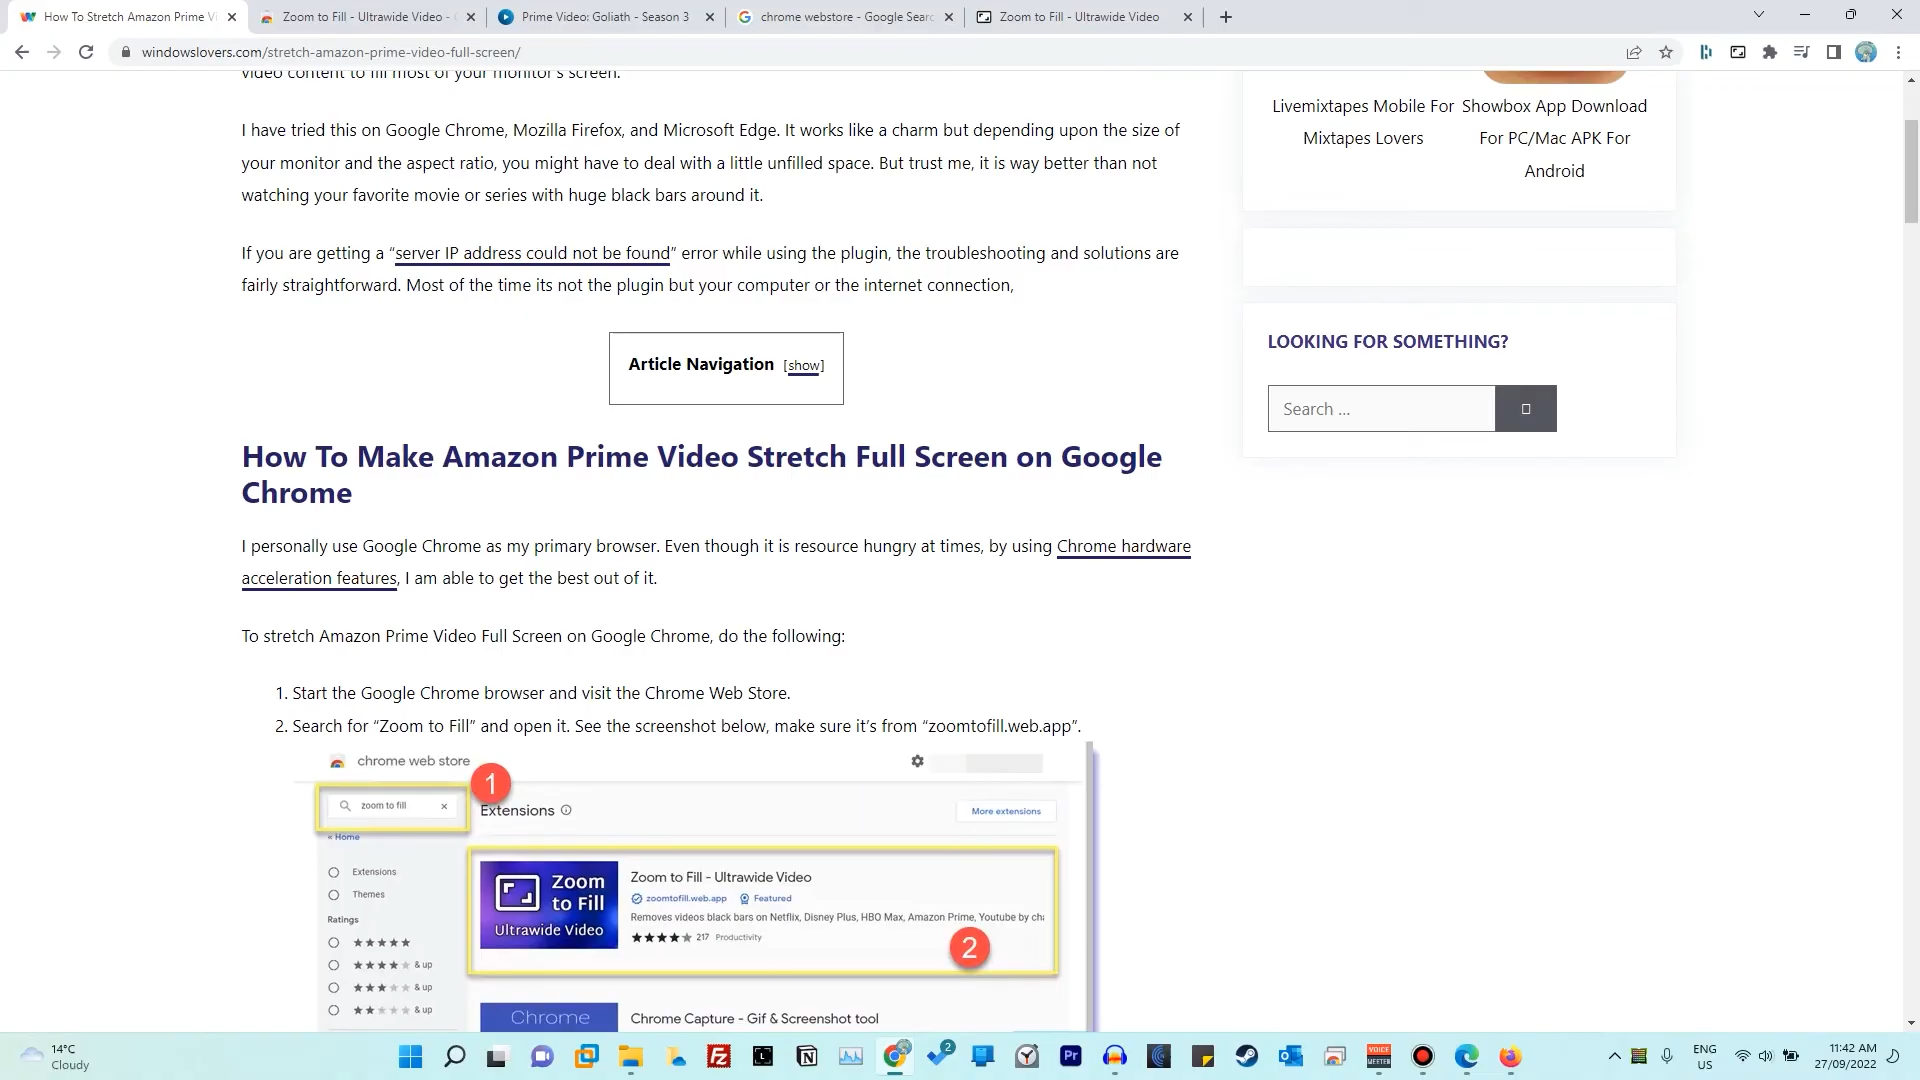 How To Stretch Amazon Prime Vi
Zoom to Fill - Ultrawide Video -
Prime Video: Goliath - Season 3
chrome webstore - Google Searc
Zoom to Fill - Ultrawide Video
windowslovers.com/stretch-amazon-prime-video-full-screen/
video content to fill most of your monitor's screen.
I have tried this on Google Chrome, Mozilla Firefox, and Microsoft Edge. It works like a charm but depending upon the size of
your monitor and the aspect ratio, you might have to deal with a little unfilled space. But trust me, it is way better than not
watching your favorite movie or series with huge black bars around it.
If you are getting a “server IP address could not be found” error while using the plugin, the troubleshooting and solutions are
fairly straightforward. Most of the time its not the plugin but your computer or the internet connection,
Article Navigation [show]
How To Make Amazon Prime Video Stretch Full Screen on Google
Chrome
I personally use Google Chrome as my primary browser. Even though it is resource hungry at times, by using Chrome hardware
acceleration features, I am able to get the best out of it.
To stretch Amazon Prime Video Full Screen on Google Chrome, do the following:
1. Start the Google Chrome browser and visit the Chrome Web Store.
2. Search for “Zoom to Fill” and open it. See the screenshot below, make sure it’s from “zoomtofill.web.app”.
chrome web store
1
zoom to fill
« Home
Extensions
Themes
Ratings
& up
& up
& up
Extensions
More extensions
Zoom
to Fill
Ultrawide Video
Zoom to Fill - Ultrawide Video
zoomtofill.web.app Featured
Removes videos black bars on Netflix, Disney Plus, HBO Max, Amazon Prime, Youtube by cha
217 Productivity
2
Chrome
Chrome Capture - Gif & Screenshot tool
Livemixtapes Mobile For
Mixtapes Lovers
Showbox App Download
For PC/Mac APK For
Android
LOOKING FOR SOMETHING?
Search ...
14°C
Cloudy
2
Pr
VOICE
MEETER
ENG
US
11:42 AM
27/09/2022